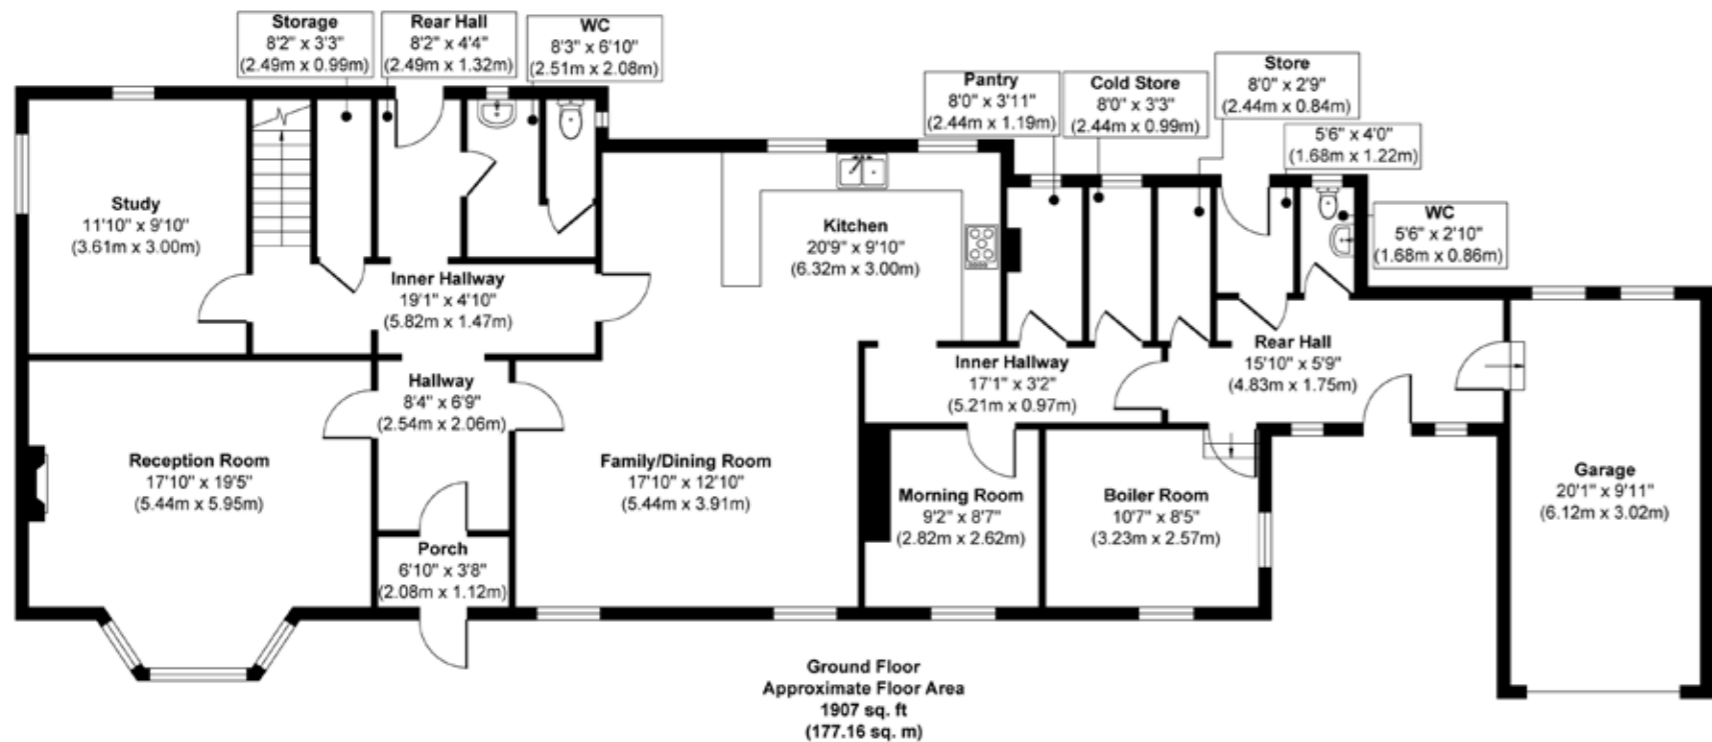 Storage
8'2" x 3'3"
(2.49m x 0.99m)
Rear Hall
8'2" x 4'4"
(2.49m x 1.32m)
WC
8'3" x 6'10"
(2.51m x 2.08m)
Pantry
8'0" x 3'11"
(2.44m x 1.19m)
Cold Store
8'0" x 3'3"
(2.44m x 0.99m)
Store
8'0" x 2'9"
(2.44m x 0.84m)
5'6" x 4'0"
(1.68m x 1.22m)
WC
5'6" x 2'10"
(1.68m x 0.86m)
Study
11'10" x 9'10"
(3.61m x 3.00m)
Kitchen
20'9" x 9'10"
(6.32m x 3.00m)
Inner Hallway
19'1" x 4'10"
(5.82m x 1.47m)
Rear Hall
15'10" x 5'9"
(4.83m x 1.75m)
Inner Hallway
17'1" x 3'2"
(5.21m x 0.97m)
Hallway
8'4" x 6'9"
(2.54m x 2.06m)
Reception Room
17'10" x 19'5"
(5.44m x 5.95m)
Family/Dining Room
17'10" x 12'10"
(5.44m x 3.91m)
Morning Room
9'2" x 8'7"
(2.82m x 2.62m)
Boiler Room
10'7" x 8'5"
(3.23m x 2.57m)
Garage
20'1" x 9'11"
(6.12m x 3.02m)
Porch
6'10" x 3'8"
(2.08m x 1.12m)
Ground Floor
Approximate Floor Area
1907 sq. ft
(177.16 sq. m)